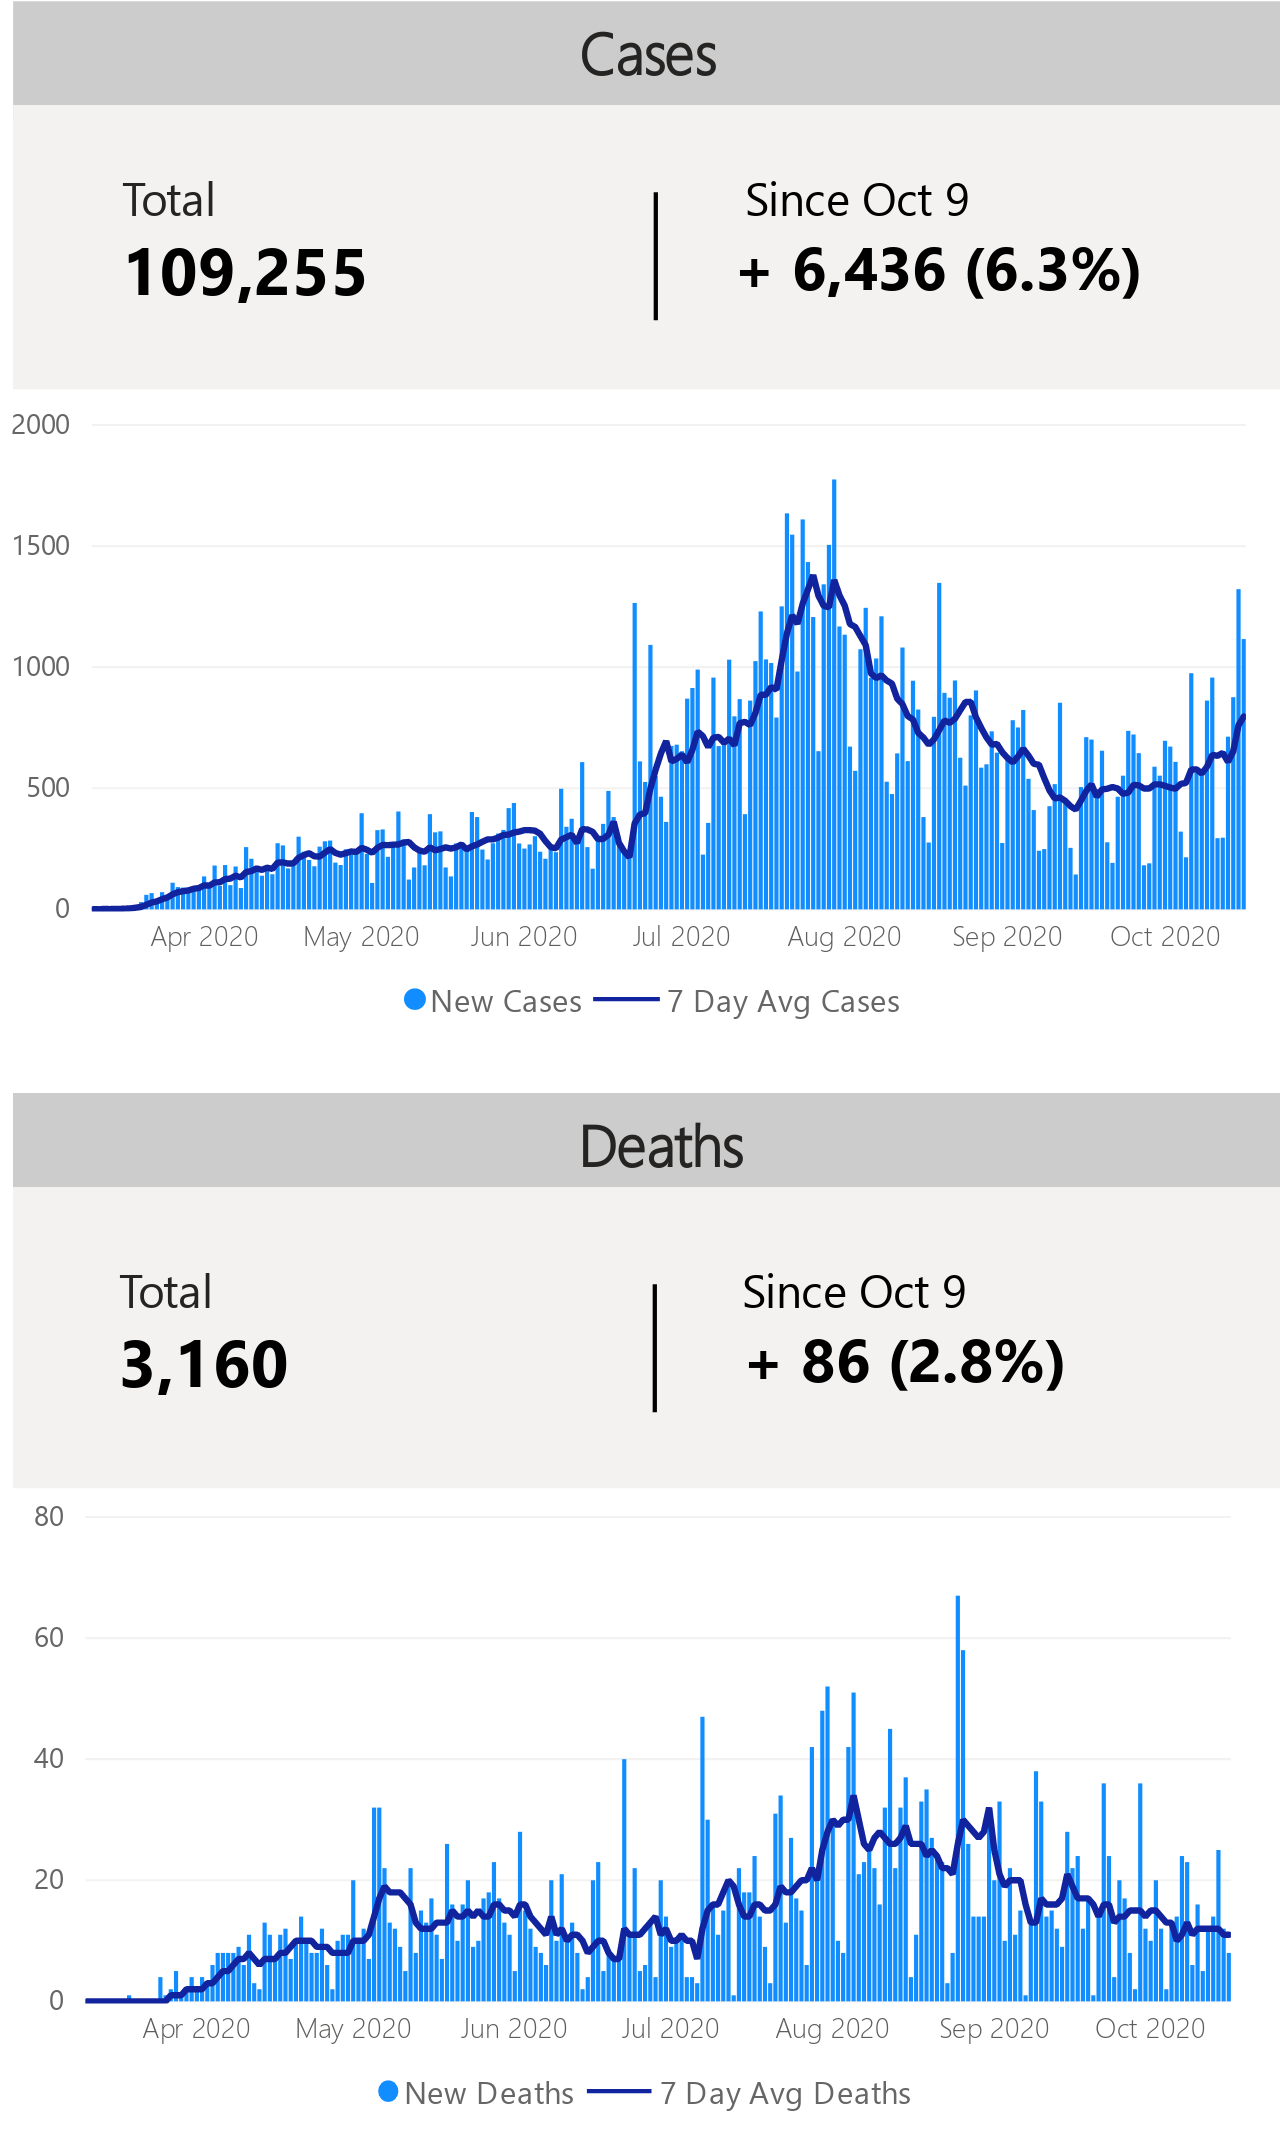 Cases
Total
Since Oct 9
109,255
+ 6,436 (6.3%)
2000
1500
1000
500
0
Apr 2020 May 2020 Jun 2020 Jul 2020 Aug 2020 Sep 2020 Oct 2020
New Cases 7 Day Avg Cases
Deaths
Total
Since Oct 9
3,160
+ 86 (2.8%)
80
60
40
20
0
Apr 2020 May 2020 Jun 2020 Jul 2020 Aug 2020 Sep 2020 Oct 2020
New Deaths 7 Day Avg Deaths